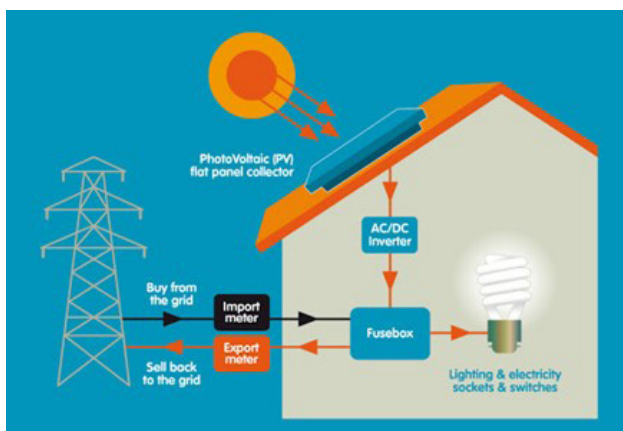 PhotoVoltaic (PV)
flat panel collector
AC/DC
Inverter
Buy from
the grid
Import
meter
Fusebox
Export
meter
Sell back
to the grid
Lighting & electricity
sockets & switches